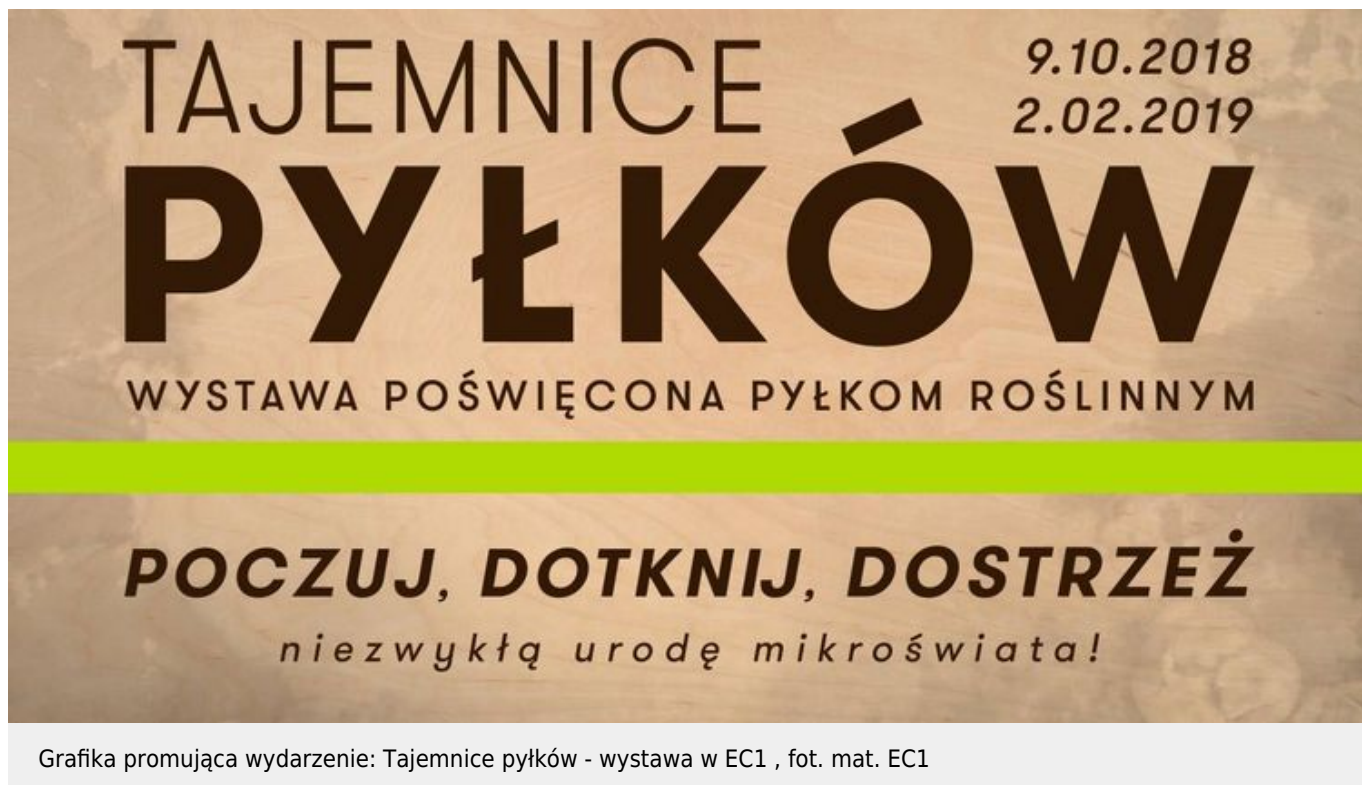 TAJEMNICE
9.10.2018
2.02.2019
PYŁKÓW
WYSTAWA POŚWIĘCONA PYŁKOM ROŚLINNYM
POCZUJ, DOTKNIJ, DOSTRZEŻ
niezwykłą urodę mikroświata!
Grafika promująca wydarzenie: Tajemnice pyłków - wystawa w EC1 , fot. mat. EC1